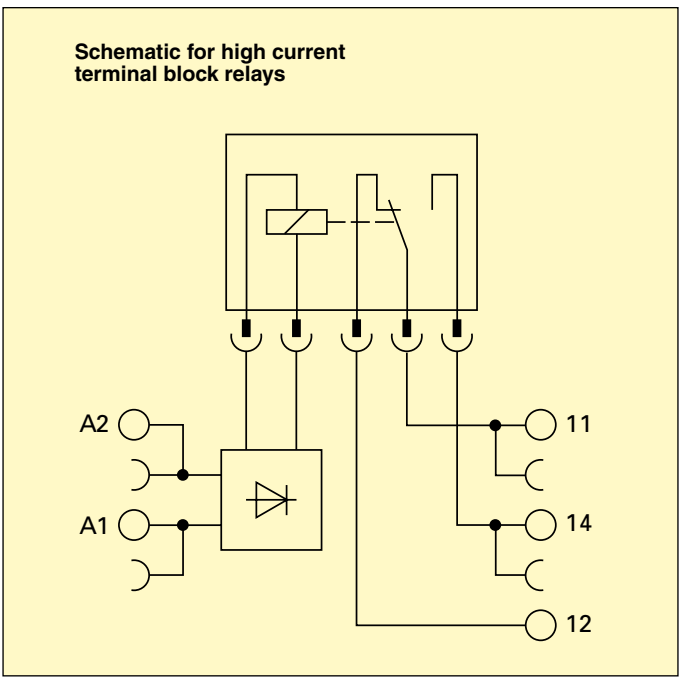 Schematic for high current
terminal block relays
A2
11
A1
14
12